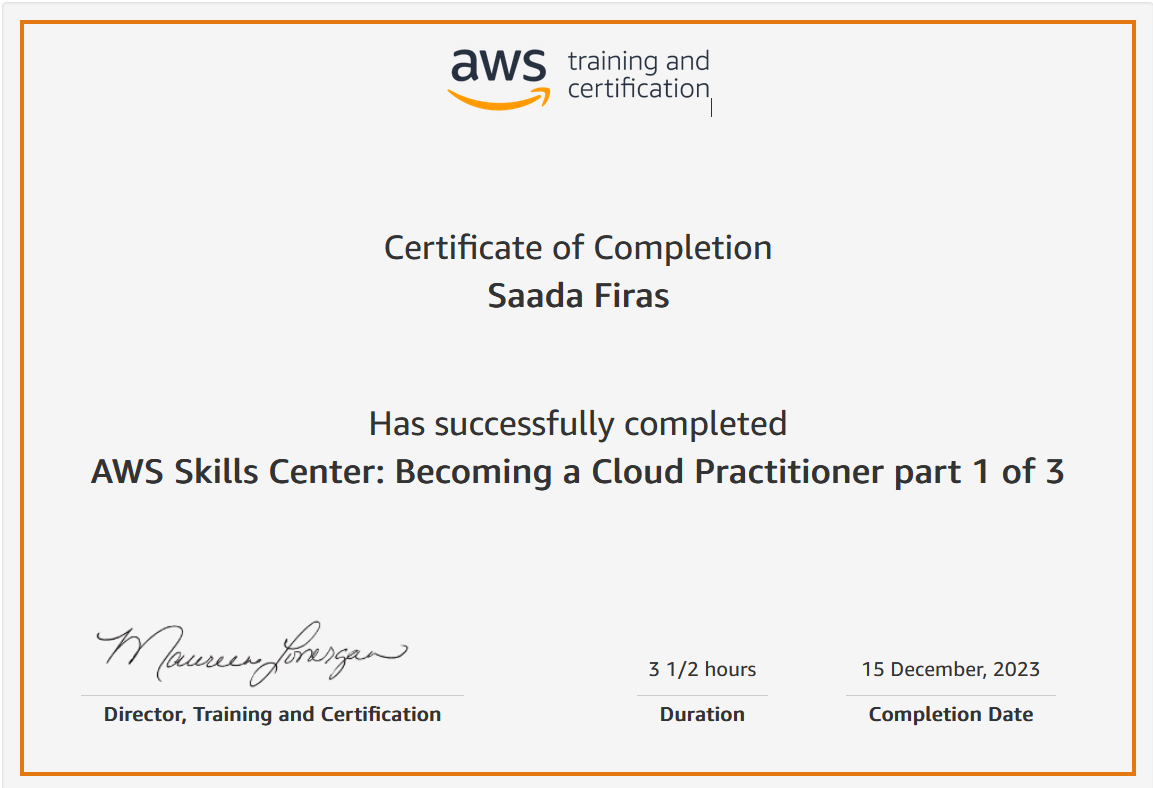 aws training and
certification
Certificate of Completion
Saada Firas
Has successfully completed
AWS Skills Center: Becoming a Cloud Practitioner part 1 of 3
Maureen Lonergan
Director, Training and Certification
3 1/2 hours
Duration
15 December, 2023
Completion Date